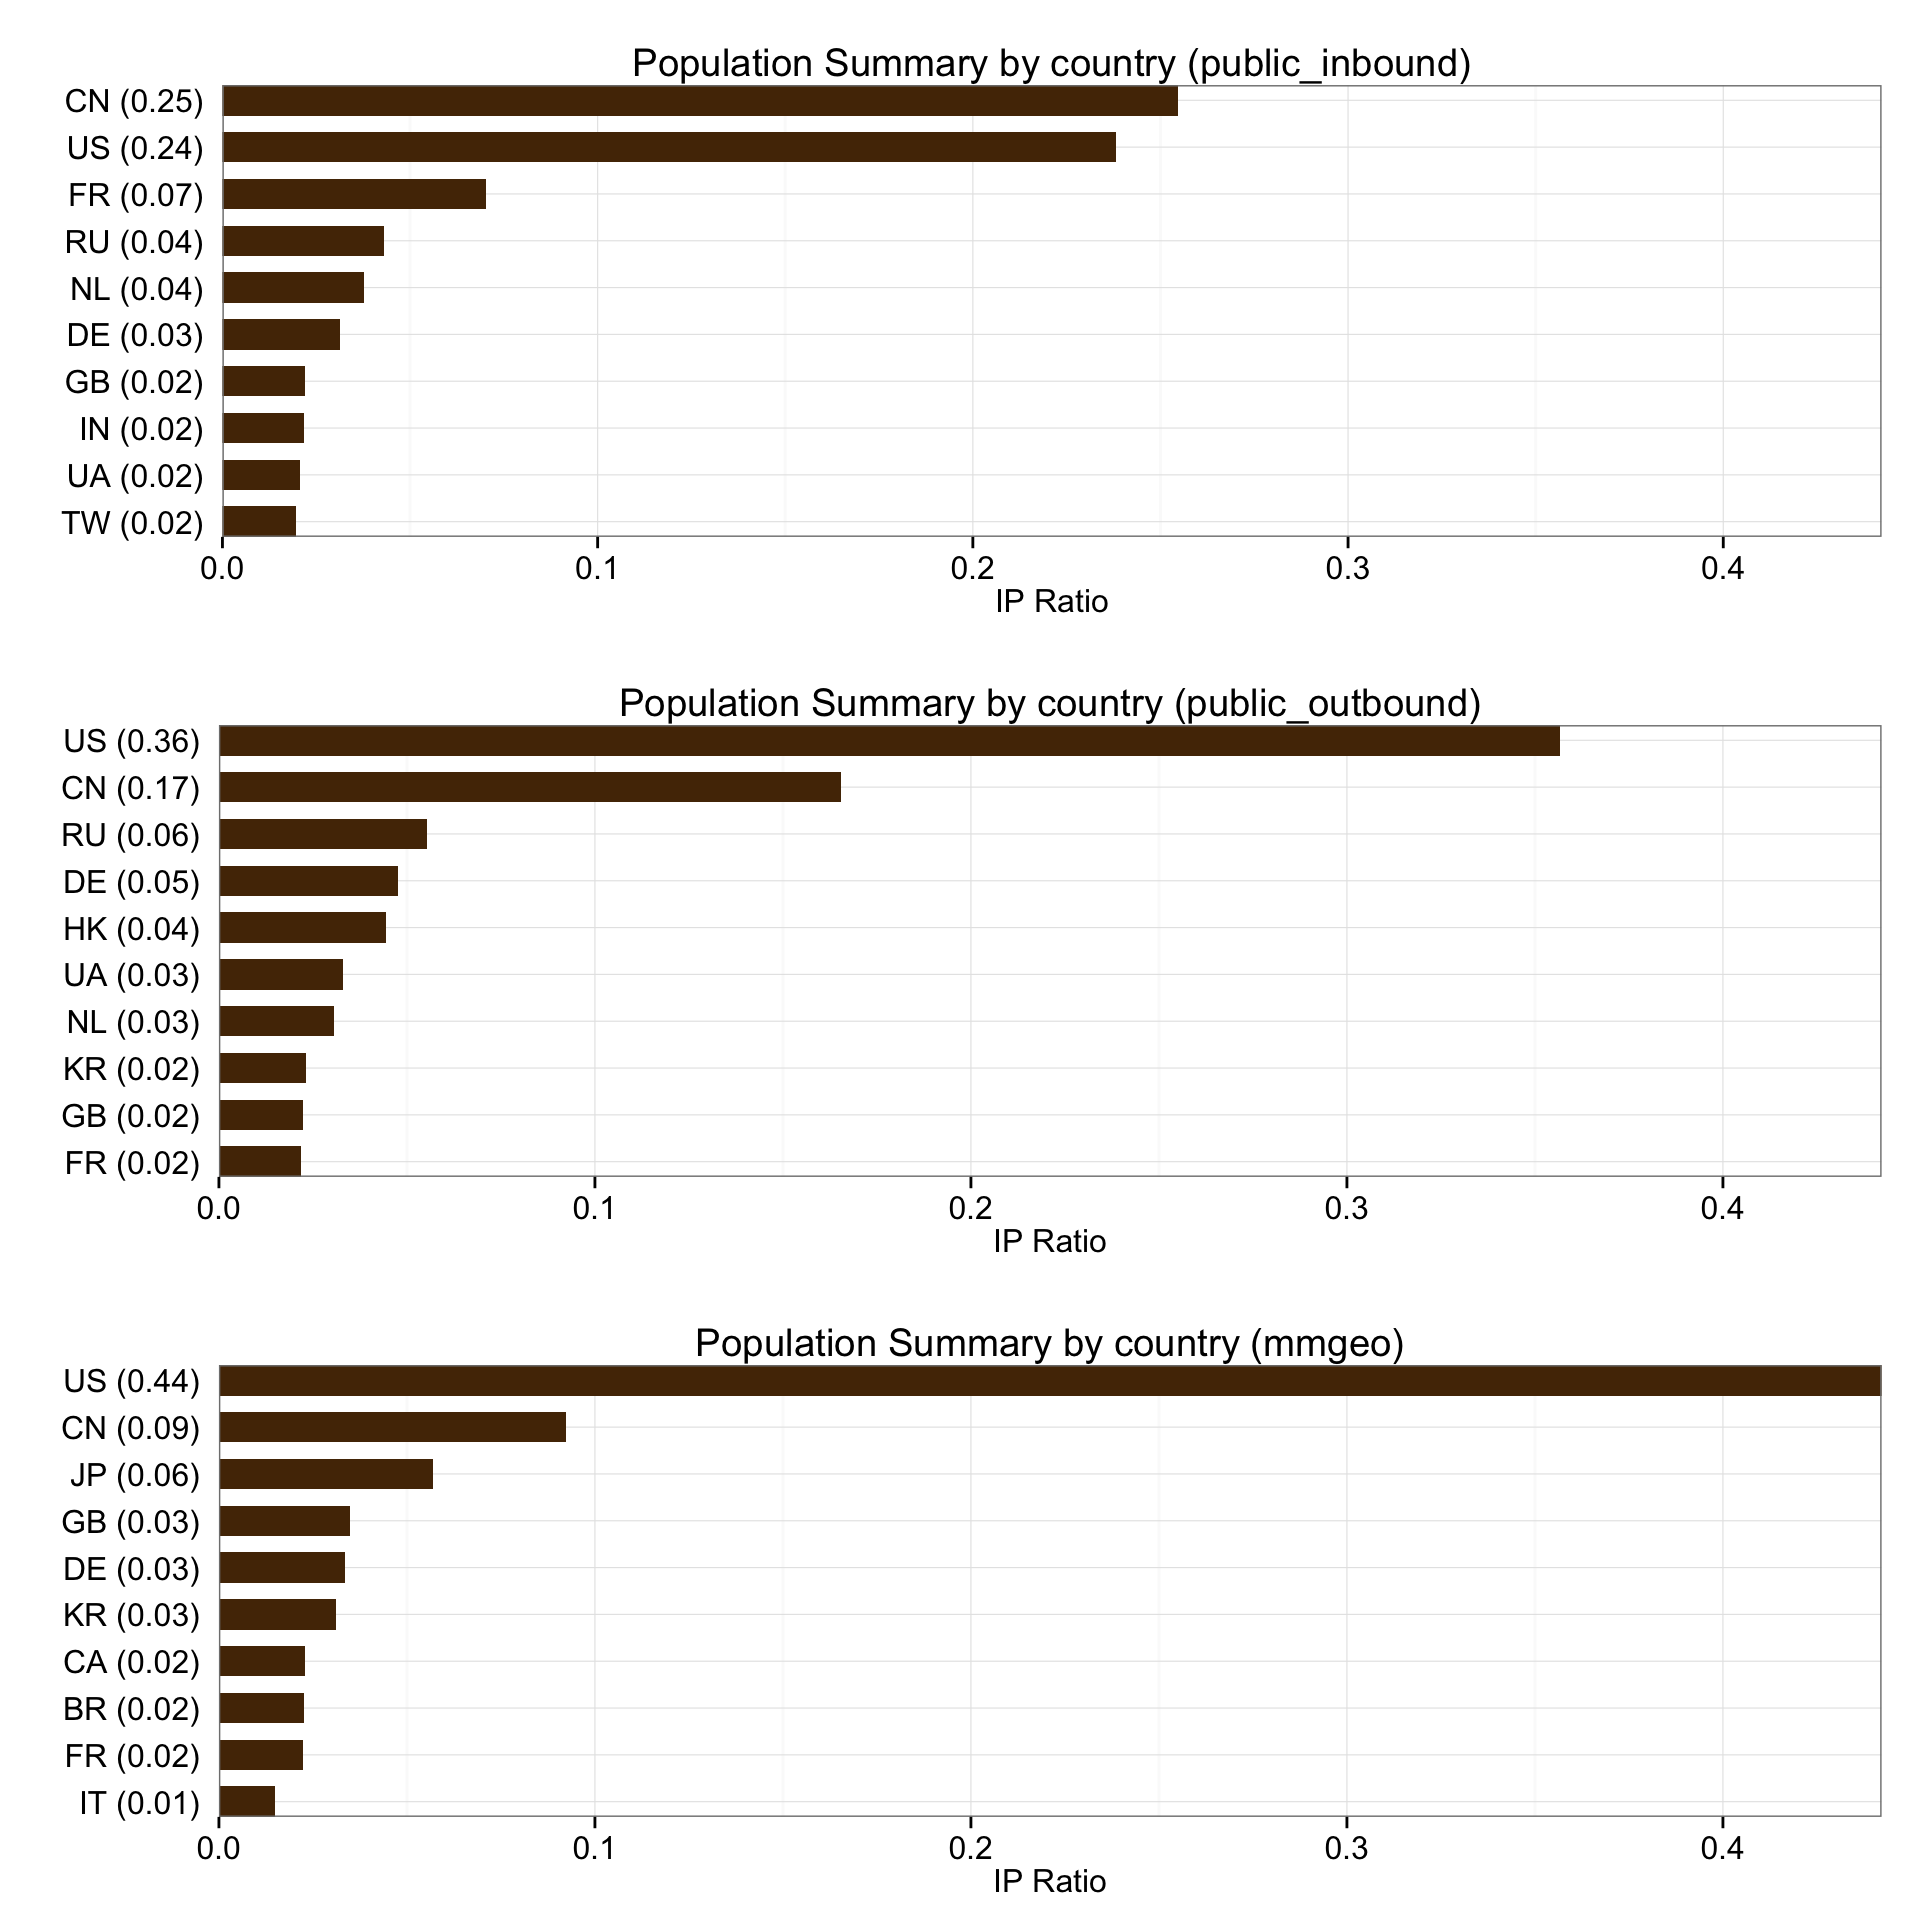 Population Summary by country (public_inbound)
CN (0.25)
US (0.24)
FR (0.07)
RU (0.04)
NL (0.04)
DE (0.03)
GB (0.02)
IN (0.02)
UA (0.02)
TW (0.02)
0.0 0.1 0.2 0.3 0.4
IP Ratio
Population Summary by country (public_outbound)
US (0.36)
CN (0.17)
RU (0.06)
DE (0.05)
HK (0.04)
UA (0.03)
NL (0.03)
KR (0.02)
GB (0.02)
FR (0.02)
0.0 0.1 0.2 0.3 0.4
IP Ratio
Population Summary by country (mmgeo)
US (0.44)
CN (0.09)
JP (0.06)
GB (0.03)
DE (0.03)
KR (0.03)
CA (0.02)
BR (0.02)
FR (0.02)
IT (0.01)
0.0 0.1 0.2 0.3 0.4
IP Ratio